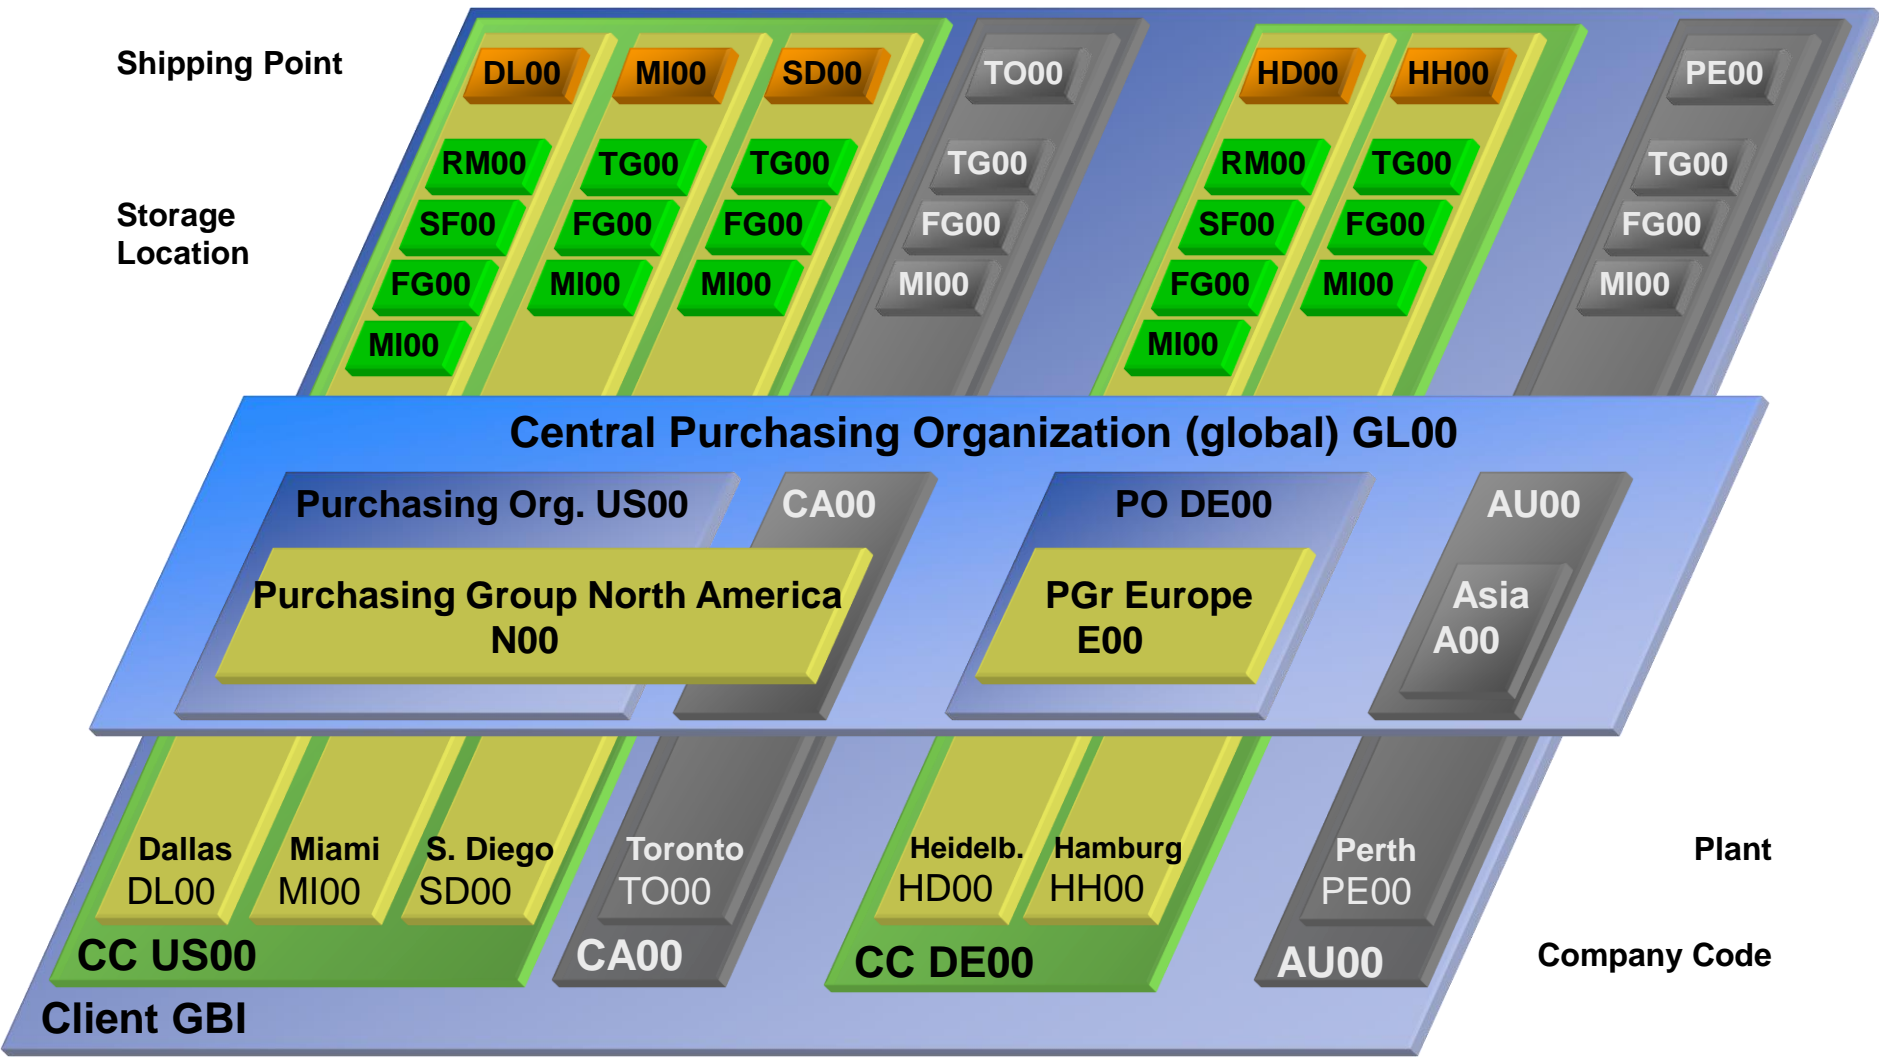 Shipping Point
DL00
MI00
SD00
TO00
HD00
HH00
PE00
RM00
TG00
TG00
TG00
RM00
TG00
TG00
Storage
Location
SF00
FG00
FG00
FG00
SF00
FG00
FG00
FG00
MI00
MI00
MI00
FG00
MI00
MI00
MI00
MI00
Central Purchasing Organization (global) GL00
Purchasing Org. US00
CA00
PO DE00
AU00
Purchasing Group North America
N00
PGr Europe
E00
Asia
A00
Dallas
DL00
Miami
MI00
S. Diego
SD00
Toronto
TO00
Heidelb.
HD00
Hamburg
HH00
Perth
PE00
Plant
CC US00
CA00
CC DE00
AU00
Company Code
Client GBI